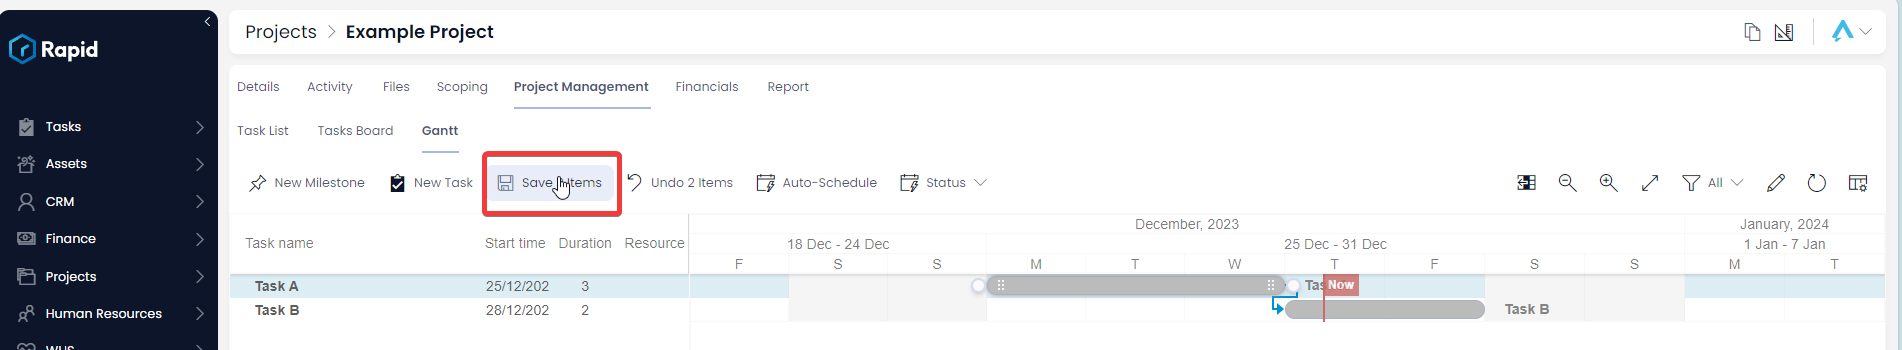 Rapid
Projects > Example Project
Details Activity Files Scoping Project Management Financials Report
Task List Tasks Board Gantt
New Milestone New Task Save Items Undo 2 Items Auto-Schedule Status All
Tasks
Assets
CRM
Finance
Projects
Human Resources
WHS
December, 2023 January, 2024
Task name Start time Duration Resource 18 Dec - 24 Dec 25 Dec - 31 Dec 1 Jan - 7 Jan
F S S M T W T F S S M T
Task A 25/12/202 3 Now
Task B 28/12/202 2 Task B